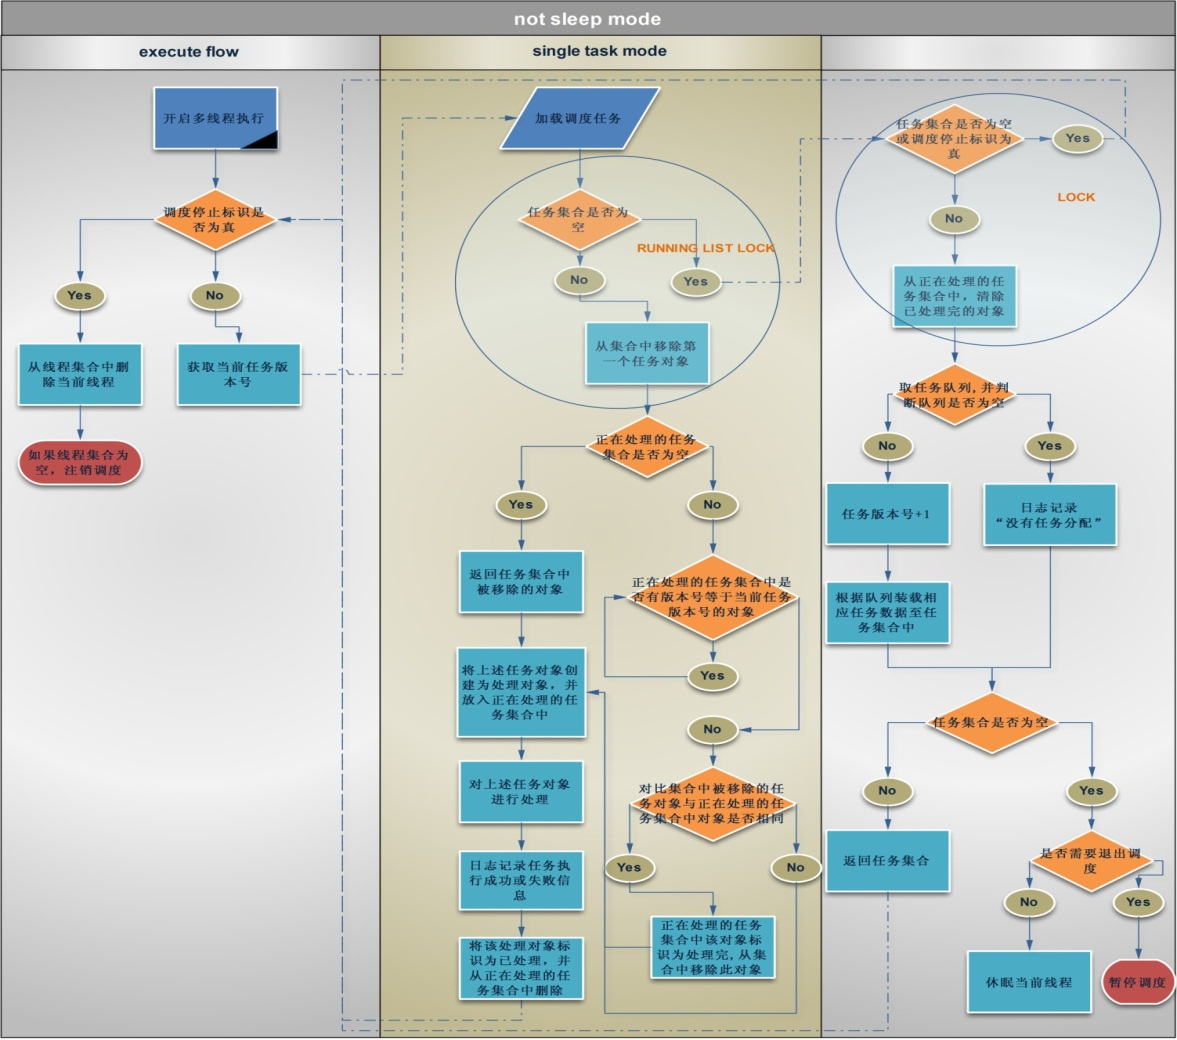 not sleep mode
execute flow
single task mode
开启多线程执行
调度停止标识是
否为真
Yes
No
从线程集合中删
除当前线程
获取当前任务版
本号
如果线程集合为
空，注销调度
加载调度任务
任务集合是否为
空
RUNNING LIST LOCK
No
Yes
从集合中移除第
一个任务对象
正在处理的任务
集合是否为空
Yes
No
返回任务集合中
被移除的对象
正在处理的任务集合中是
否有版本号等于当前任务
版本号的对象
Yes
将上述任务对象创
建为处理对象，并
放入正在处理的任
务集合中
No
对上述任务对象
进行处理
对比集合中被移除的任
务对象与正在处理的任
务集合中对象是否相同
Yes
No
日志记录任务执
行成功或失败信
息
正在处理的任务
集合中该对象标
识为处理完,从集
合中移除此对象
将该处理对象标
识为已处理，并
从正在处理的任
务集合中删除
任务集合是否为空
或调度停止标识为
真
Yes
LOCK
No
从正在处理的任
务集合中，清除
已处理完的对象
取任务队列,并判
断队列是否为空
No
Yes
任务版本号+1
日志记录
“没有任务分配”
根据队列装载相
应任务数据至任
务集合中
任务集合是否为空
No
Yes
返回任务集合
是否需要退出调
度
No
Yes
休眠当前线程
暂停调度